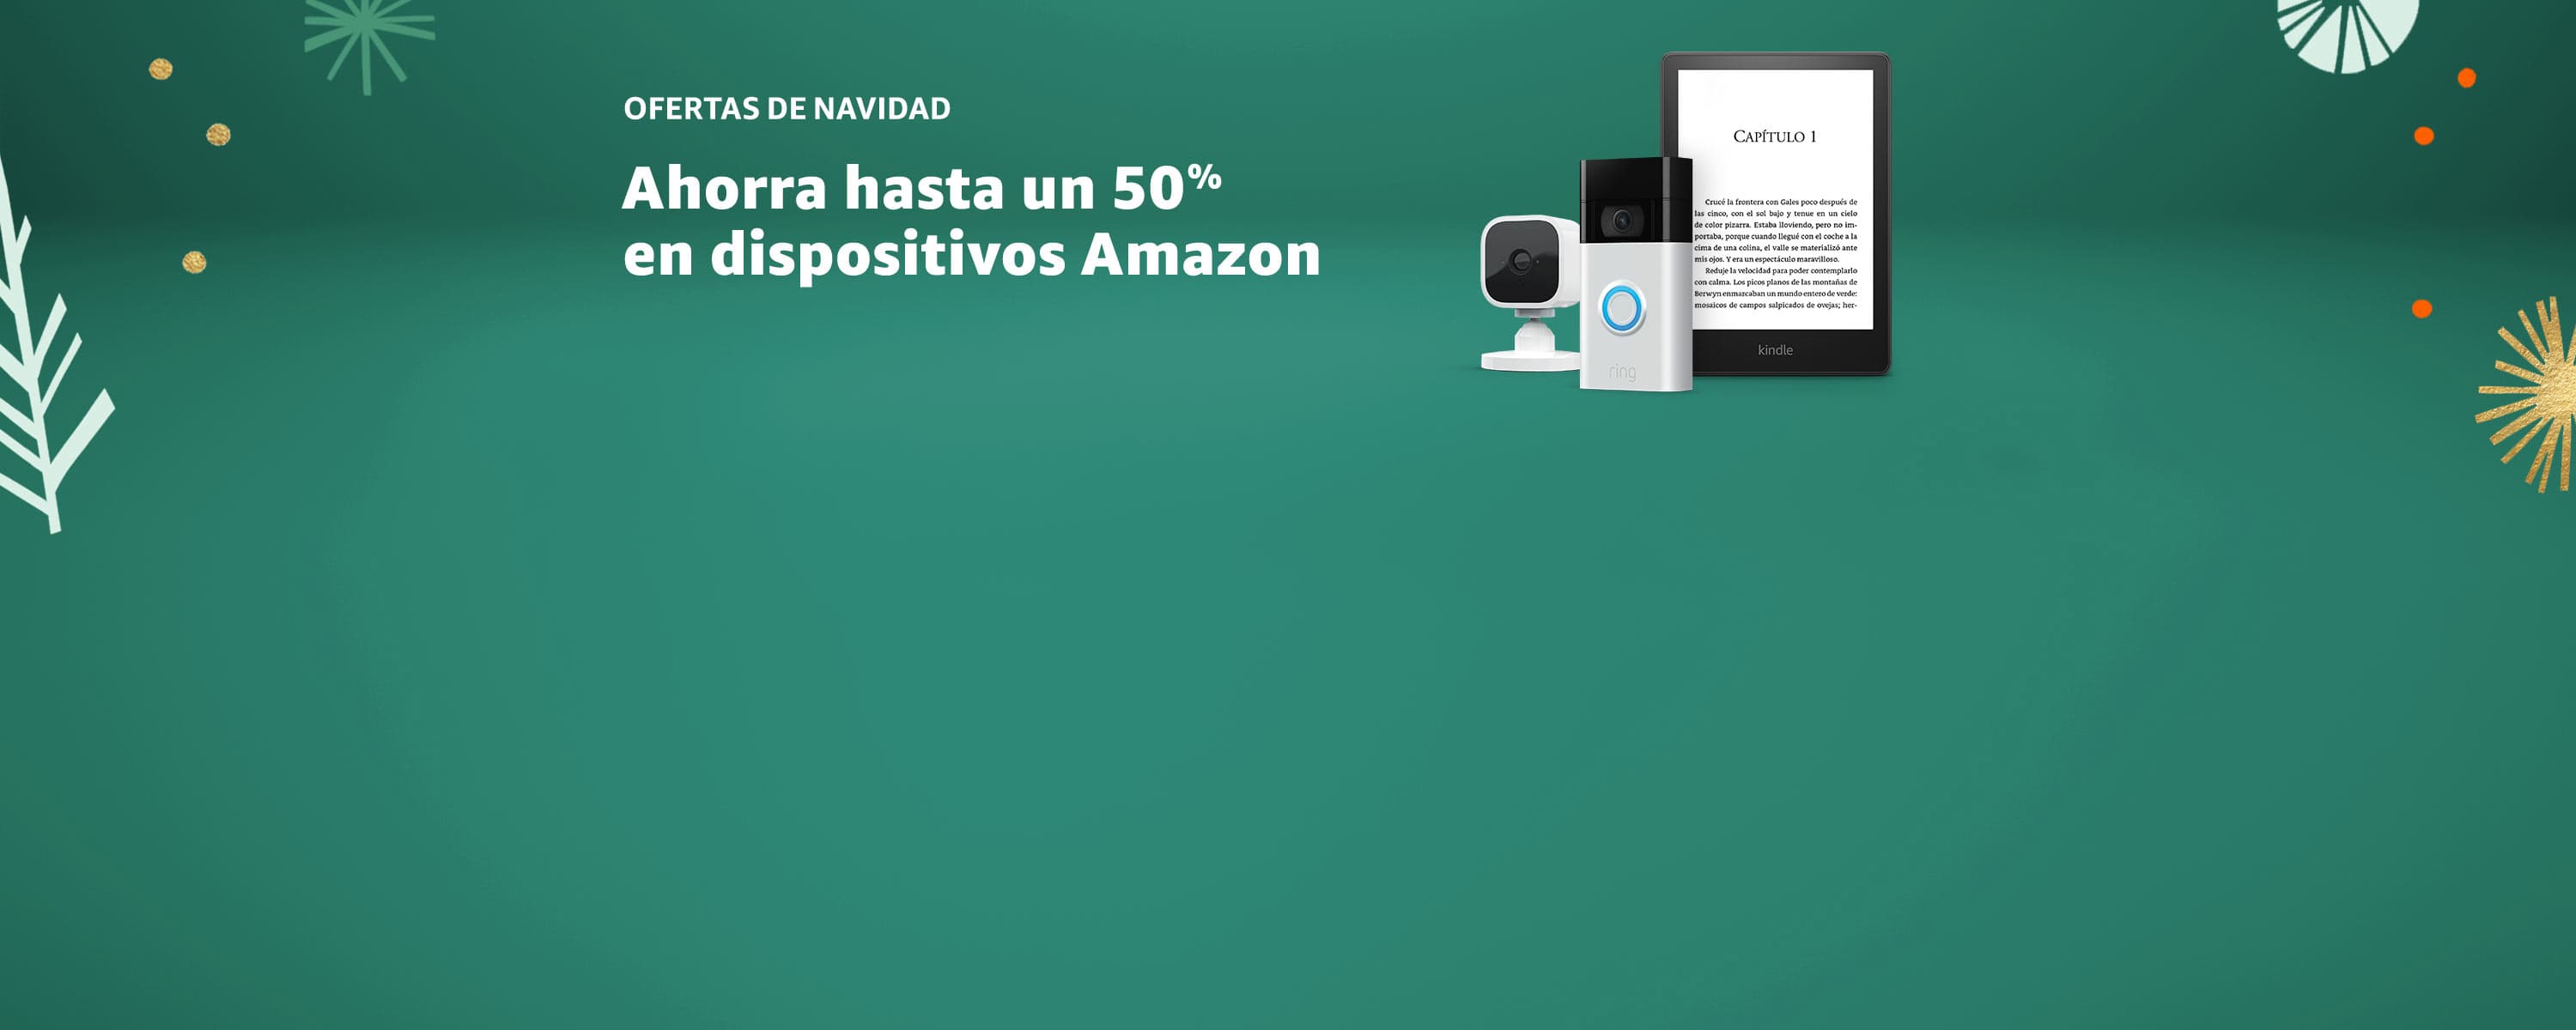 OFERTAS DE NAVIDAD
Ahorra hasta un 50%
en dispositivos Amazon
CAPÍTULO 1
Crucé la frontera con Gales poco después de
las cinco, con el sol bajo y tenue en un cielo
de color pizarra. Estaba lloviendo, pero no im-
portaba, porque cuando llegué con el coche a la
cima de una colina, el valle se materializó ante
mis ojos. Y era un espectáculo maravilloso.
Reduje la velocidad para poder contemplarlo
con calma. Los picos planos de las montañas de
Berwyn enmarcaban un mundo entero de verde:
mosaicos de campos salpicados de ovejas; her-
kindle
ring